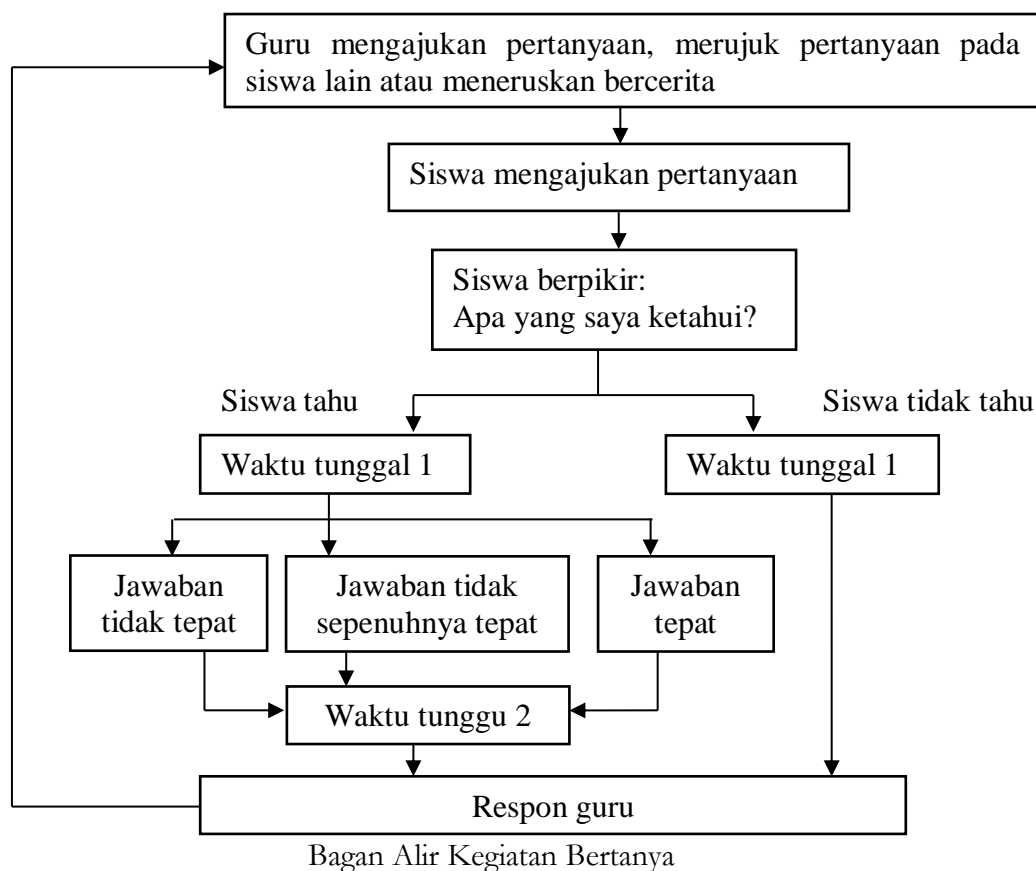 Guru mengajukan pertanyaan, merujuk pertanyaan pada
siswa lain atau meneruskan bercerita
Siswa mengajukan pertanyaan
Siswa berpikir:
Apa yang saya ketahui?
Siswa tahu
Siswa tidak tahu
Waktu tunggal 1
Waktu tunggal 1
Jawaban
tidak tepat
Jawaban tidak
sepenuhnya tepat
Jawaban
tepat
Waktu tunggu 2
Respon guru
Bagan Alir Kegiatan Bertanya